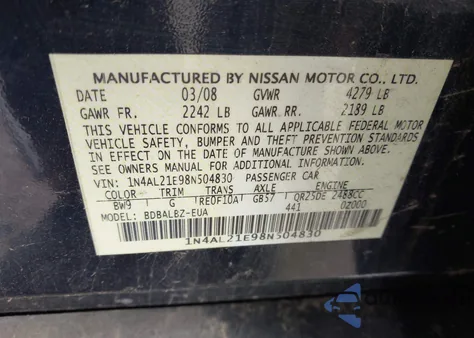 MANUFACTURED BY NISSAN MOTOR CO., LTD.
DATE 03/08 GVWR 4279 LB
GAWR FR. 2242 LB GAWR RR. 2189 LB
THIS VEHICLE CONFORMS TO ALL APPLICABLE FEDERAL MOTOR
VEHICLE SAFETY, BUMPER AND THEFT PREVENTION STANDARDS
IN EFFECT ON THE DATE OF MANUFACTURE SHOWN ABOVE.
SEE OWNERS MANUAL FOR ADDITIONAL INFORMATION.
VIN: 1N4AL21E98N504830 PASSENGER CAR
COLOR TRIM TRANS AXLE ENGINE
BW9 G RE0F10A GB57 QR25DE 2488CC
MODEL: BDBALBZ-EUA 441 0Z000
1N4AL21E98N504830